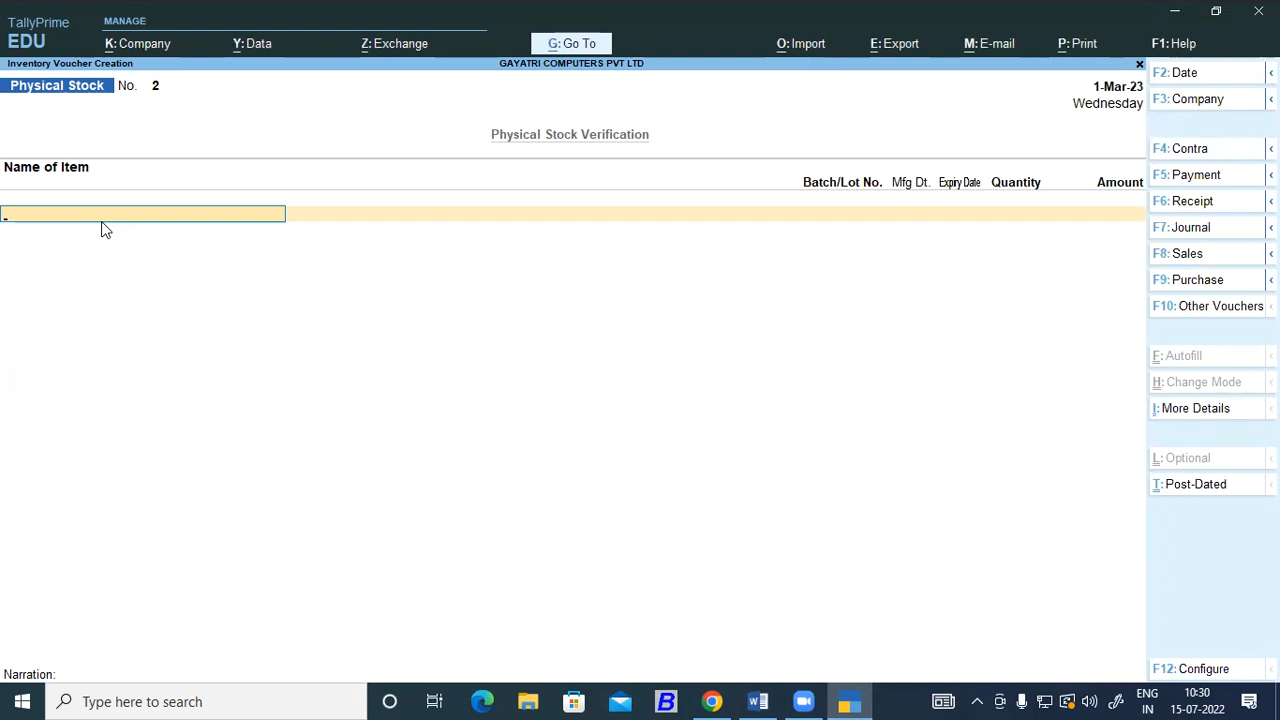 TallyPrime
EDU
MANAGE
K: Company
Y: Data
Z: Exchange
G: Go To
O: Import
E: Export
M: E-mail
P: Print
F1: Help
Inventory Voucher Creation
GAYATRI COMPUTERS PVT LTD
Physical Stock No. 2
1-Mar-23
Wednesday
Physical Stock Verification
Name of Item
Batch/Lot No. Mfg Dt. Expiry Date Quantity Amount
Narration:
F2: Date
F3: Company
F4: Contra
F5: Payment
F6: Receipt
F7: Journal
F8: Sales
F9: Purchase
F10: Other Vouchers
F: Autofill
H: Change Mode
I: More Details
L: Optional
T: Post-Dated
F12: Configure
Type here to search
B
W
ENG
IN
10:30
15-07-2022